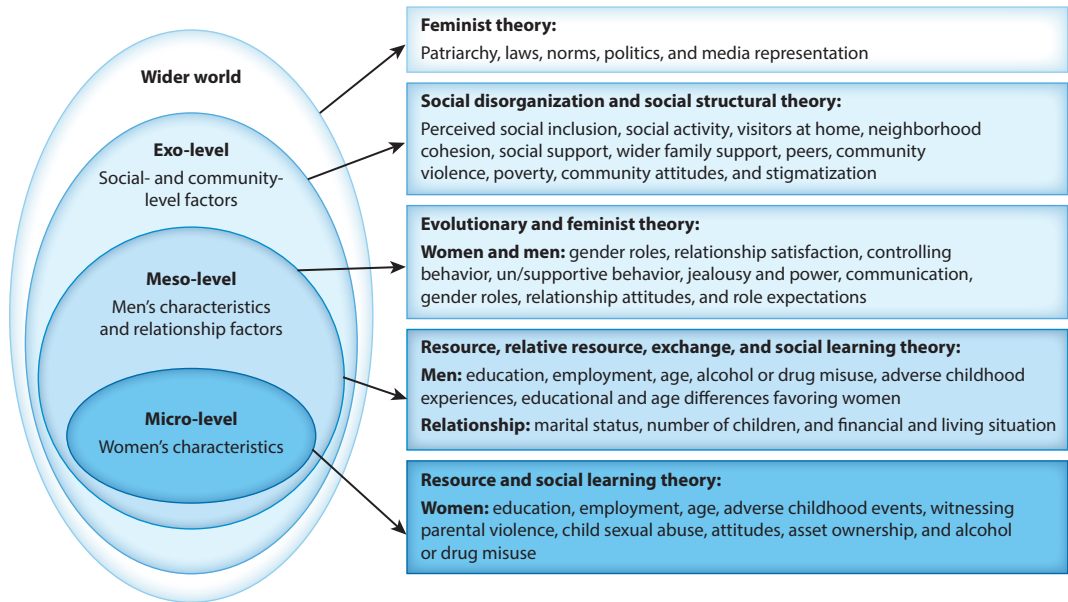 Wider world
Exo-level
Social- and community-
level factors
Meso-level
Men's characteristics
and relationship factors
Micro-level
Women's characteristics
Feminist theory:
Patriarchy, laws, norms, politics, and media representation
Social disorganization and social structural theory:
Perceived social inclusion, social activity, visitors at home, neighborhood
cohesion, social support, wider family support, peers, community
violence, poverty, community attitudes, and stigmatization
Evolutionary and feminist theory:
Women and men: gender roles, relationship satisfaction, controlling
behavior, un/supportive behavior, jealousy and power, communication,
gender roles, relationship attitudes, and role expectations
Resource, relative resource, exchange, and social learning theory:
Men: education, employment, age, alcohol or drug misuse, adverse childhood
experiences, educational and age differences favoring women
Relationship: marital status, number of children, and financial and living situation
Resource and social learning theory:
Women: education, employment, age, adverse childhood events, witnessing
parental violence, child sexual abuse, attitudes, asset ownership, and alcohol
or drug misuse